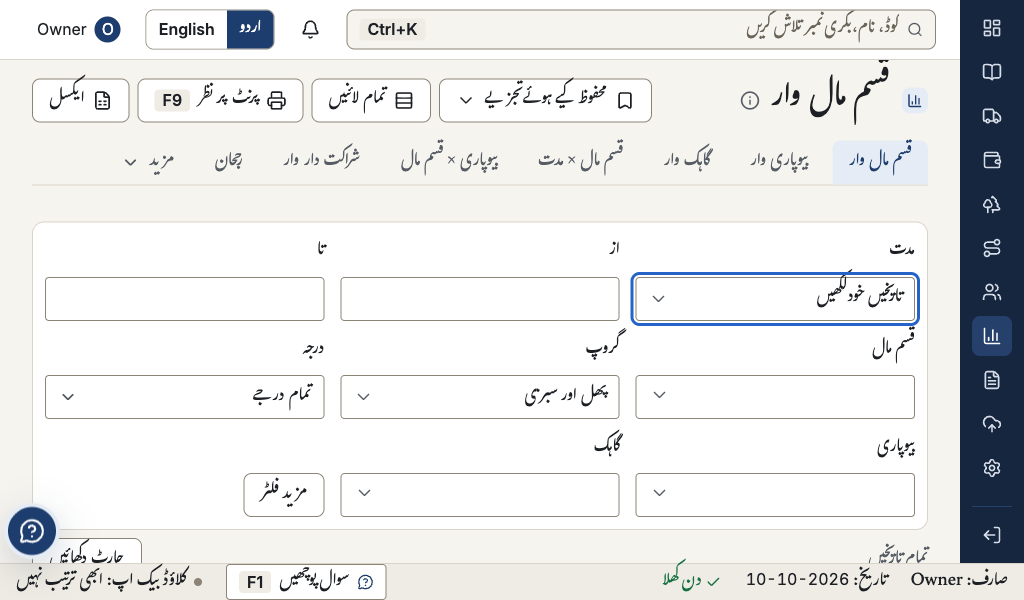 لوڈ، نام، بکری نمبر تلاش کریں Ctrl+K
اردو English
Owner O
قسم مال وار
محفوظ کیے ہوئے تجزیے
تمام لائنیں
پرنٹ پر نظر F9
ایکسل
قسم مال وار بیوپاری وار گاہک وار قسم مال × مدت بیوپاری × قسم مال شراکت دار وار رجحان مزید
مدت از تا
تاریخیں خود لکھیں
قسم مال گروپ درجہ
پھل اور سبزی تمام درجے
بیوپاری گاہک
مزید فلٹر
تمام تاریخیں چارٹ دکھائیں
صارف: Owner تاریخ: 2026-10-10 دن کھلا سوال پوچھیں F1 کلاؤڈ بیک اپ: ابھی ترتیب نہیں